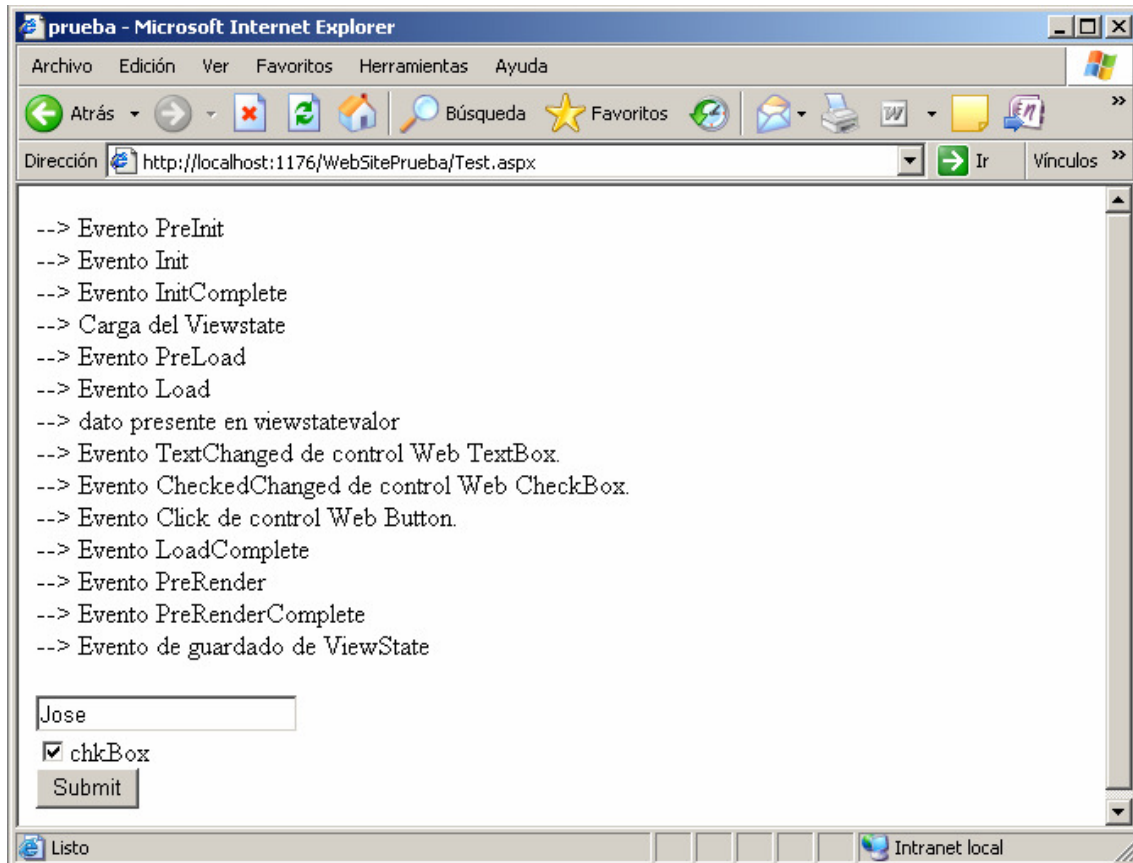 prueba - Microsoft Internet Explorer
Archivo Edición Ver Favoritos Herramientas Ayuda
Atrás Búsqueda Favoritos
Dirección http://localhost:1176/WebSitePrueba/Test.aspx Ir Vínculos
--> Evento PreInit
--> Evento Init
--> Evento InitComplete
--> Carga del Viewstate
--> Evento PreLoad
--> Evento Load
--> dato presente en viewstatevalor
--> Evento TextChanged de control Web TextBox.
--> Evento CheckedChanged de control Web CheckBox.
--> Evento Click de control Web Button.
--> Evento LoadComplete
--> Evento PreRender
--> Evento PreRenderComplete
--> Evento de guardado de ViewState
Jose
chkBox
Submit
Listo Intranet local